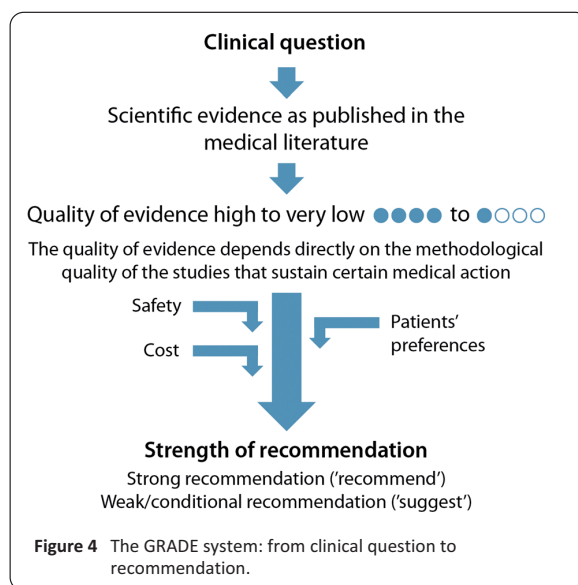 Clinical question
Scientific evidence as published in the
medical literature
Quality of evidence high to very low ●●●● to ●○○○
The quality of evidence depends directly on the methodological
quality of the studies that sustain certain medical action
Safety
Cost
Patients'
preferences
Strength of recommendation
Strong recommendation ('recommend')
Weak/conditional recommendation ('suggest')
Figure 4 The GRADE system: from clinical question to
recommendation.